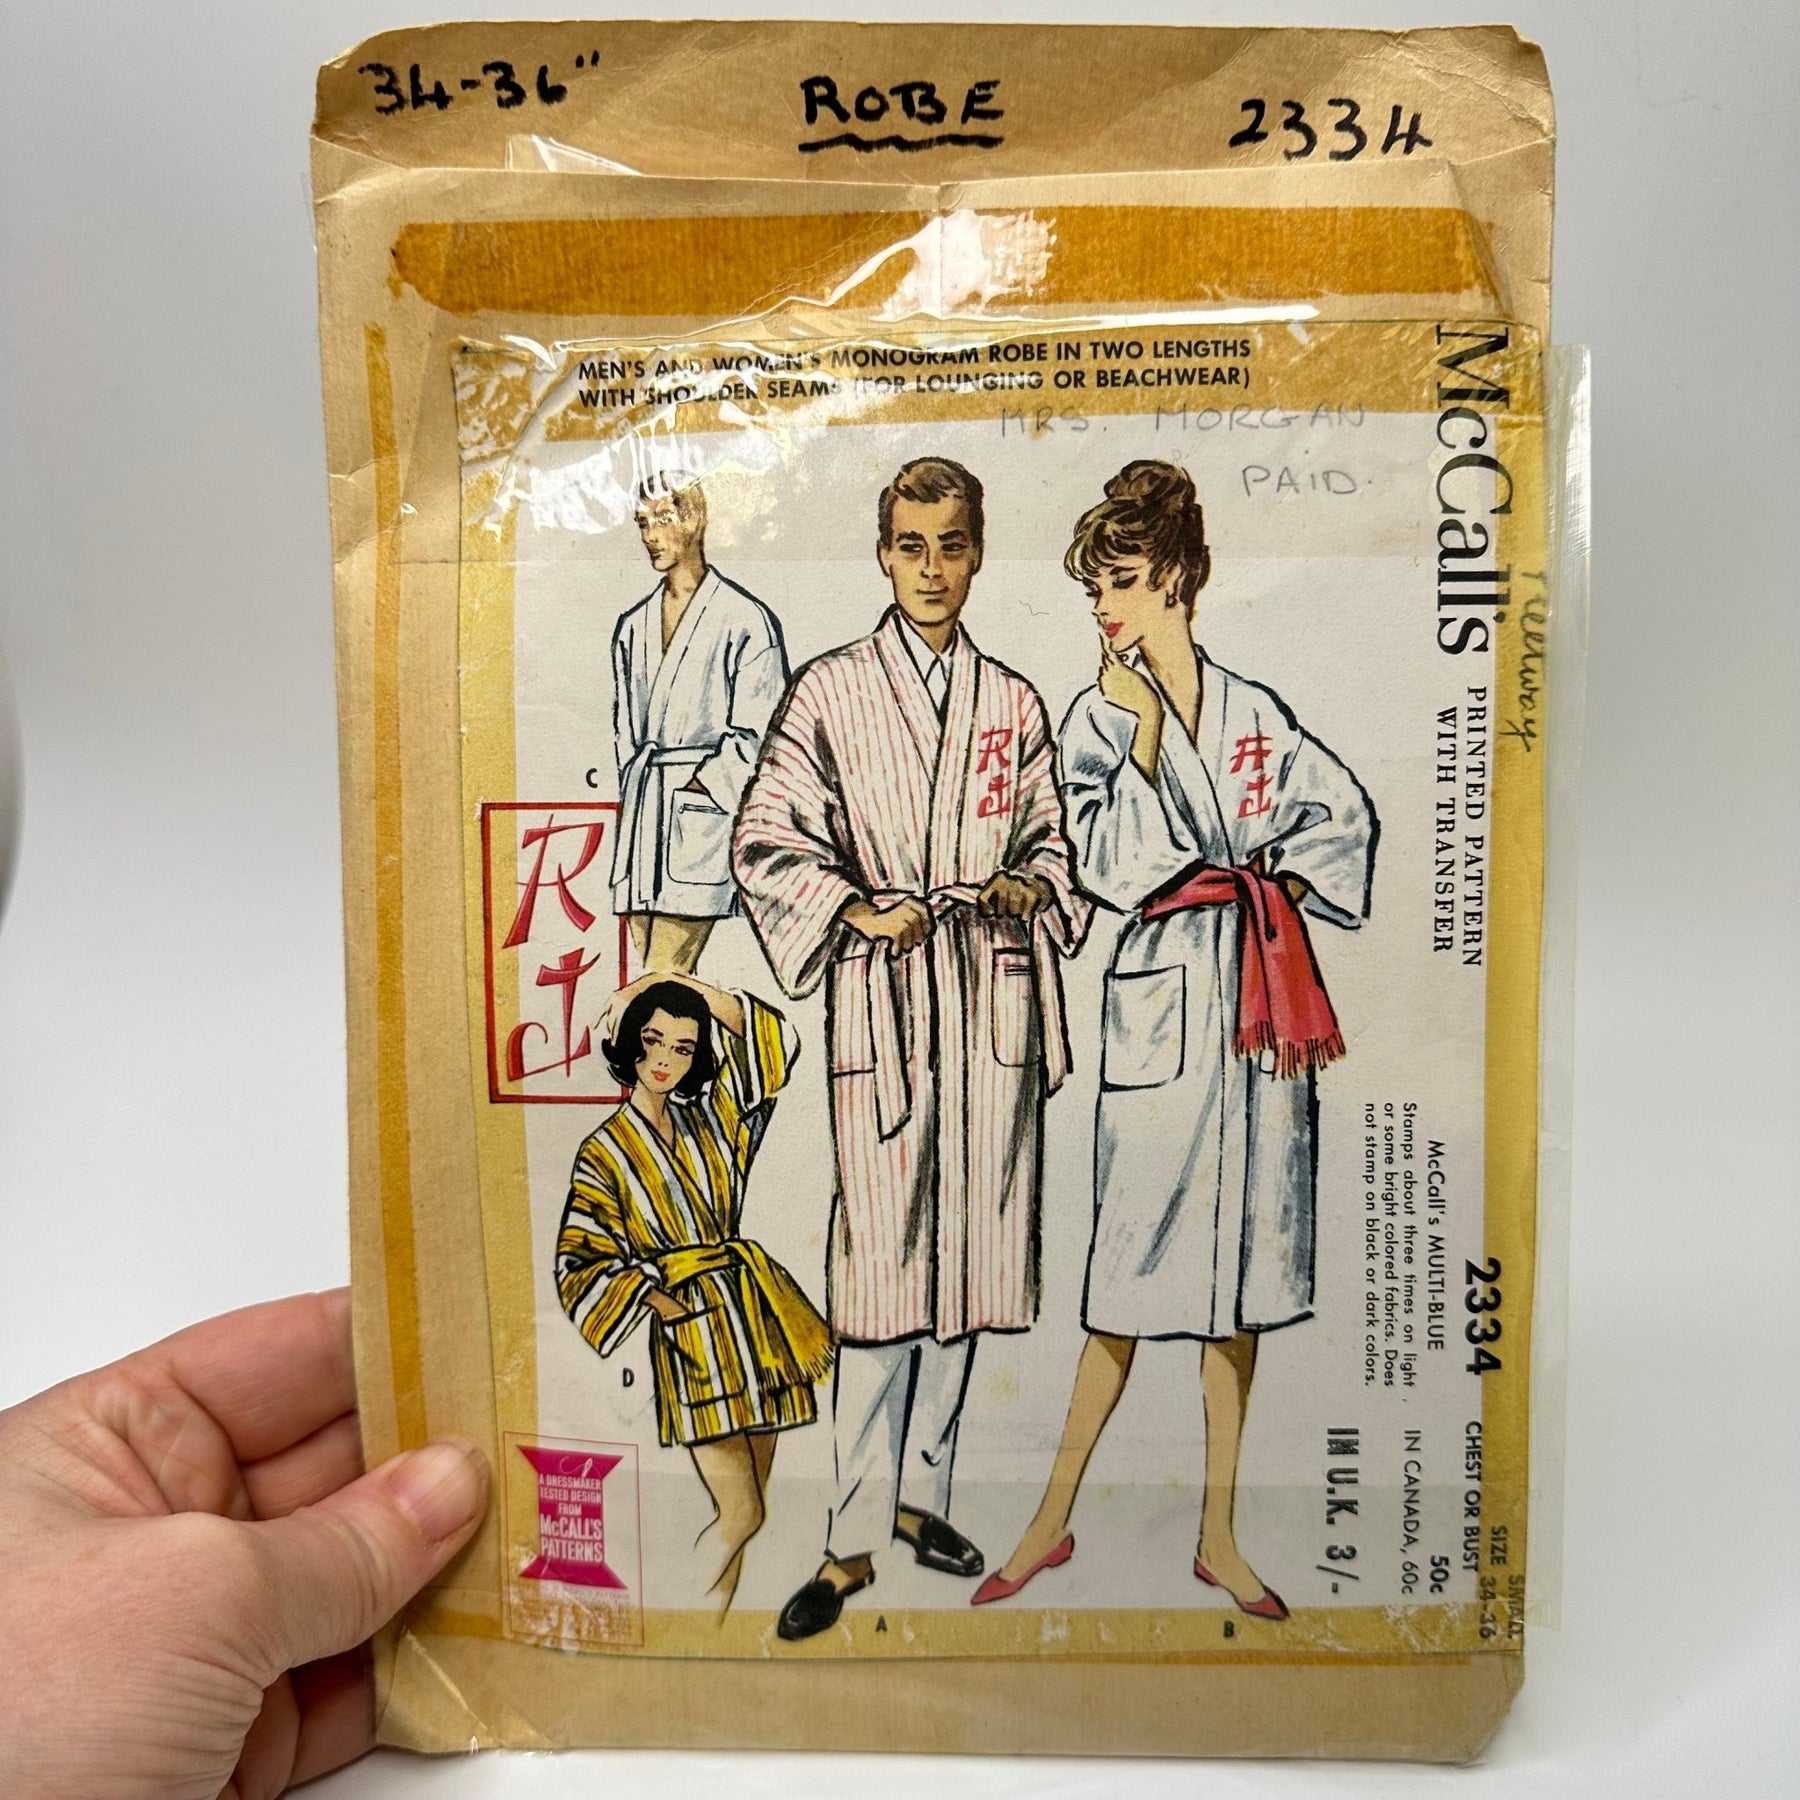 34-36"
ROBE
2334
MEN'S AND WOMEN'S MONOGRAM ROBE IN TWO LENGTHS
WITH SHOULDER SEAMS (FOR LOUNGING OR BEACHWEAR)
MRS. MORGAN
PAID.
McCall's
PRINTED PATTERN
WITH TRANSFER
C
R
J
R
J
A
J
D
A
B
McCall's MULTI-BLUE
Stamps about three times on light
or some bright colored fabrics. Does
not stamp on black or dark colors.
2334
CHEST OR BUST 34-36
SIZE SMALL
50c
IN CANADA, 60c
IN U.K. 3/-
A DRESSMAKER
TESTED DESIGN
FROM
McCALL'S
PATTERNS